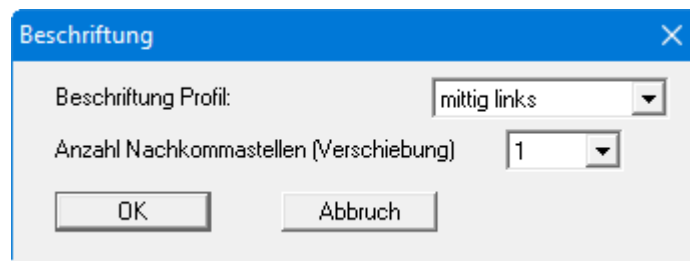 Beschriftung
Beschriftung Profil: mittig links
Anzahl Nachkommastellen (Verschiebung) 1
OK Abbruch